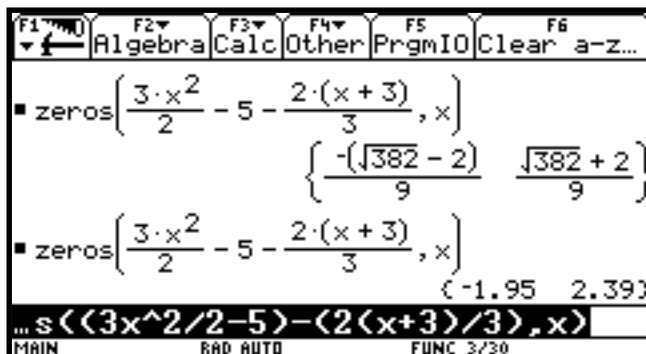 F1 F2 Algebra F3 Calc F4 Other F5 PrgmIO F6 Clear a-z…
▪ zeros(3·x²/2 - 5 - 2·(x + 3)/3, x)
{-(√382 - 2)/9 √382 + 2/9}
▪ zeros(3·x²/2 - 5 - 2·(x + 3)/3, x)
{-1.95 2.39}
…s((3x^2/2-5)-(2(x+3)/3),x)
MAIN RAD AUTO FUNC 3/30